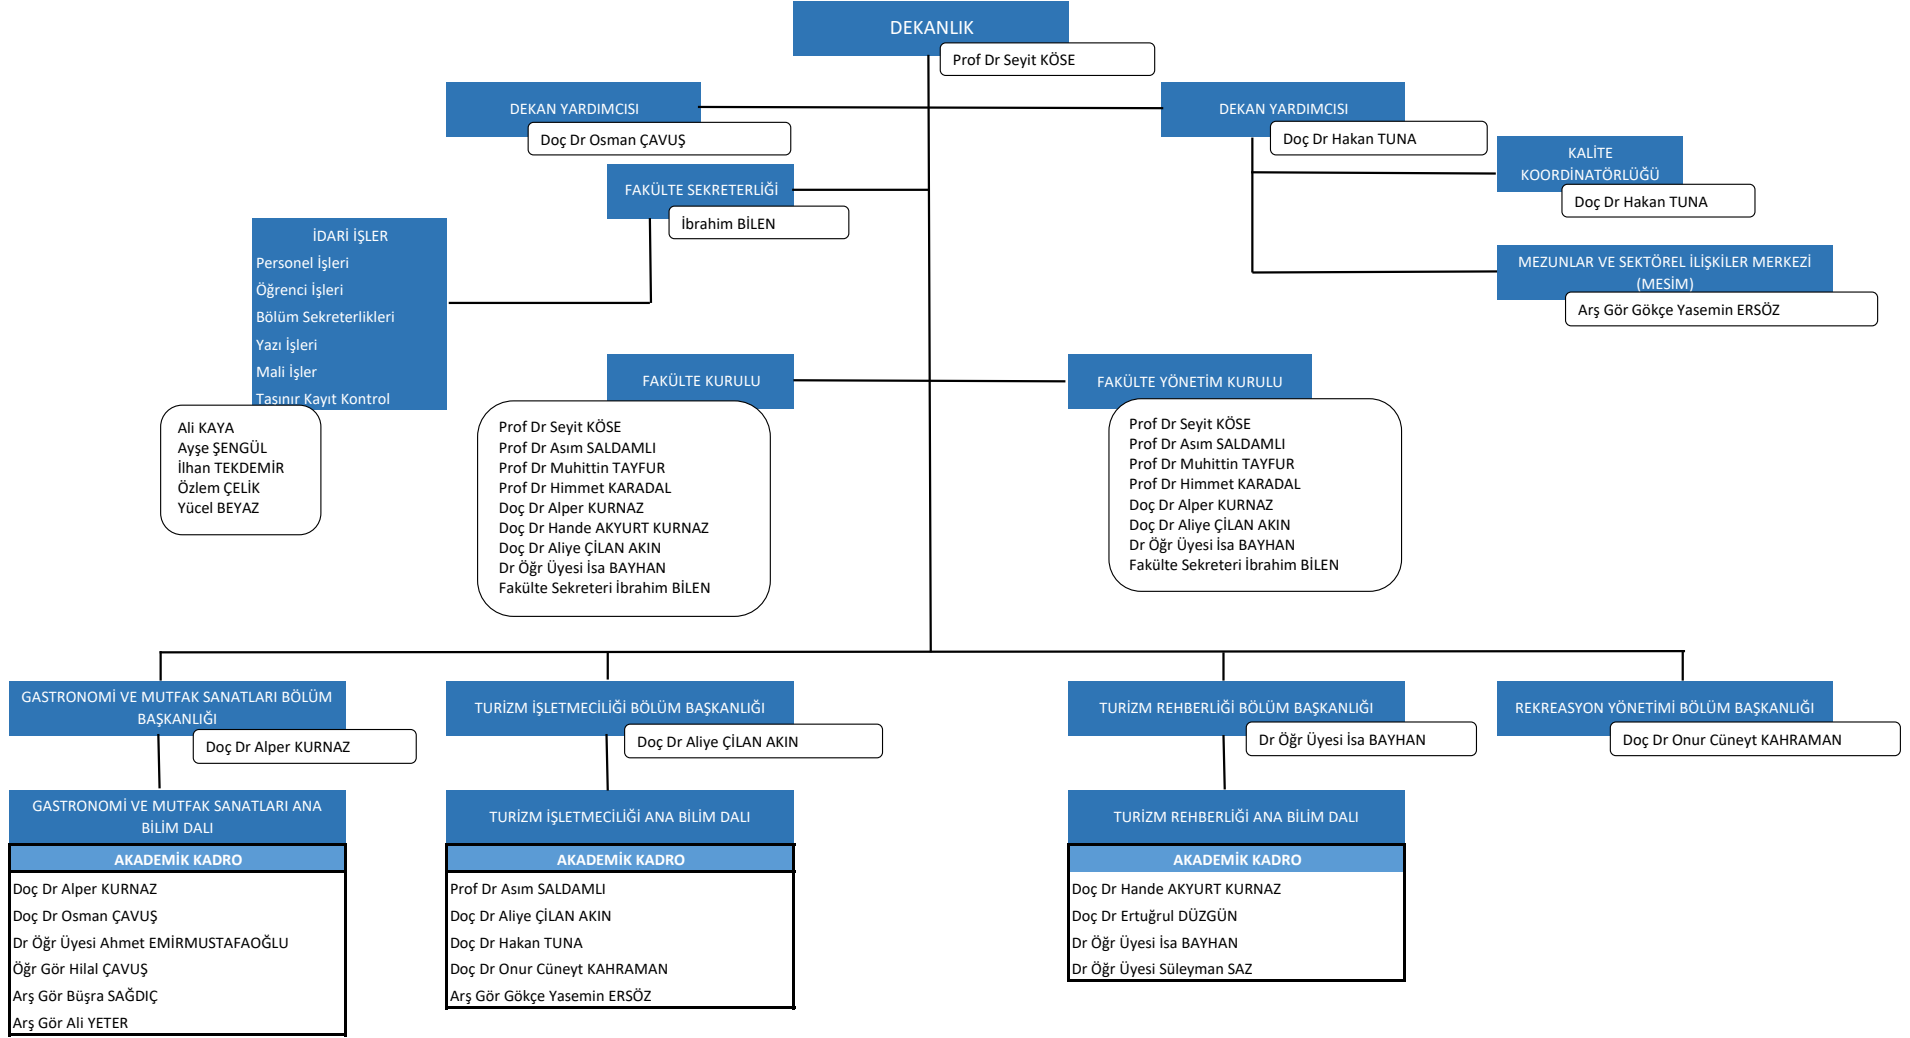 DEKANLIK
Prof Dr Seyit KÖSE
DEKAN YARDIMCISI
Doç Dr Osman ÇAVUŞ
DEKAN YARDIMCISI
Doç Dr Hakan TUNA
KALİTE
KOORDİNATÖRLÜĞÜ
Doç Dr Hakan TUNA
FAKÜLTE SEKRETERLİĞİ
İbrahim BİLEN
MEZUNLAR VE SEKTÖREL İLİŞKİLER MERKEZİ
(MESİM)
Arş Gör Gökçe Yasemin ERSÖZ
İDARİ İŞLER
Personel İşleri
Öğrenci İşleri
Bölüm Sekreterlikleri
Yazı İşleri
Mali İşler
Taşınır Kayıt Kontrol
Ali KAYA
Ayşe ŞENGÜL
İlhan TEKDEMİR
Özlem ÇELİK
Yücel BEYAZ
FAKÜLTE KURULU
Prof Dr Seyit KÖSE
Prof Dr Asım SALDAMLI
Prof Dr Muhittin TAYFUR
Prof Dr Himmet KARADAL
Doç Dr Alper KURNAZ
Doç Dr Hande AKYURT KURNAZ
Doç Dr Aliye ÇİLAN AKIN
Dr Öğr Üyesi İsa BAYHAN
Fakülte Sekreteri İbrahim BİLEN
FAKÜLTE YÖNETİM KURULU
Prof Dr Seyit KÖSE
Prof Dr Asım SALDAMLI
Prof Dr Muhittin TAYFUR
Prof Dr Himmet KARADAL
Doç Dr Alper KURNAZ
Doç Dr Aliye ÇİLAN AKIN
Dr Öğr Üyesi İsa BAYHAN
Fakülte Sekreteri İbrahim BİLEN
GASTRONOMİ VE MUTFAK SANATLARI BÖLÜM
BAŞKANLIĞI
Doç Dr Alper KURNAZ
TURİZM İŞLETMECİLİĞİ BÖLÜM BAŞKANLIĞI
Doç Dr Aliye ÇİLAN AKIN
TURİZM REHBERLİĞİ BÖLÜM BAŞKANLIĞI
Dr Öğr Üyesi İsa BAYHAN
REKREASYON YÖNETİMİ BÖLÜM BAŞKANLIĞI
Doç Dr Onur Cüneyt KAHRAMAN
GASTRONOMİ VE MUTFAK SANATLARI ANA
BİLİM DALI
AKADEMİK KADRO
Doç Dr Alper KURNAZ
Doç Dr Osman ÇAVUŞ
Dr Öğr Üyesi Ahmet EMİRMUSTAFAOĞLU
Öğr Gör Hilal ÇAVUŞ
Arş Gör Büşra SAĞDIÇ
Arş Gör Ali YETER
TURİZM İŞLETMECİLİĞİ ANA BİLİM DALI
AKADEMİK KADRO
Prof Dr Asım SALDAMLI
Doç Dr Aliye ÇİLAN AKIN
Doç Dr Hakan TUNA
Doç Dr Onur Cüneyt KAHRAMAN
Arş Gör Gökçe Yasemin ERSÖZ
TURİZM REHBERLİĞİ ANA BİLİM DALI
AKADEMİK KADRO
Doç Dr Hande AKYURT KURNAZ
Doç Dr Ertuğrul DÜZGÜN
Dr Öğr Üyesi İsa BAYHAN
Dr Öğr Üyesi Süleyman SAZ